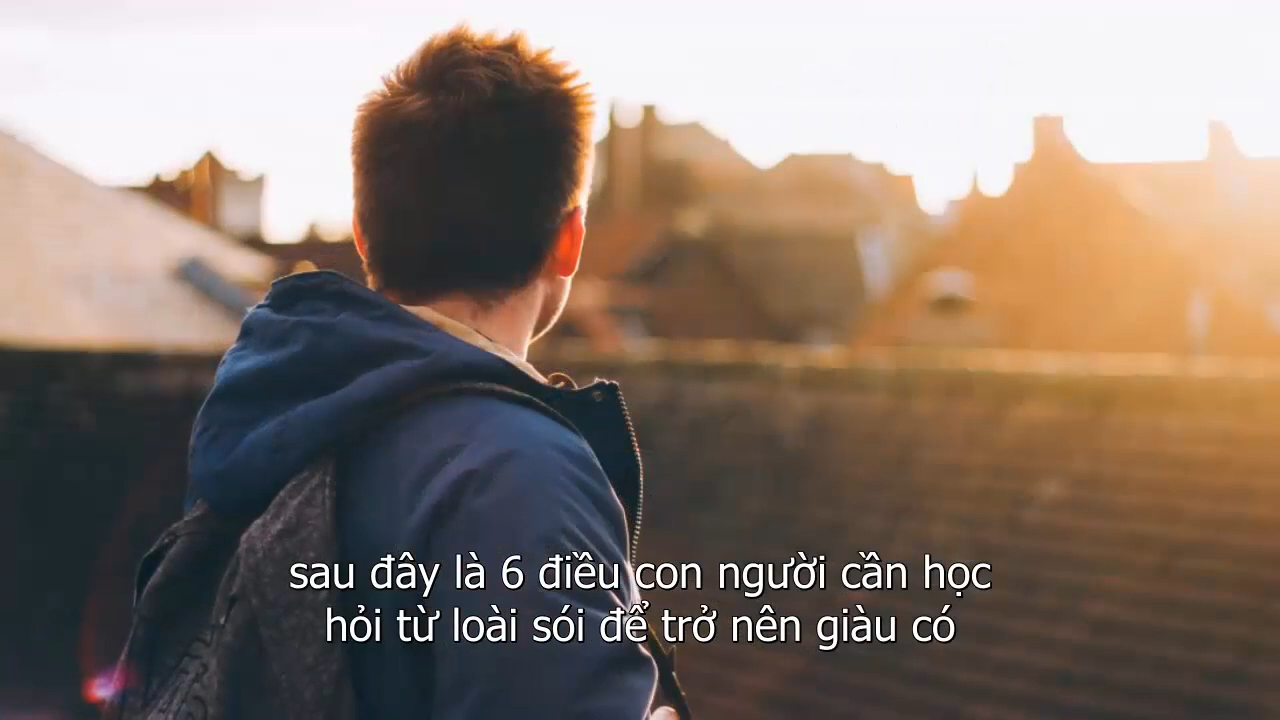 sau đây là 6 điều con người cần học
hỏi từ loài sói để trở nên giàu có